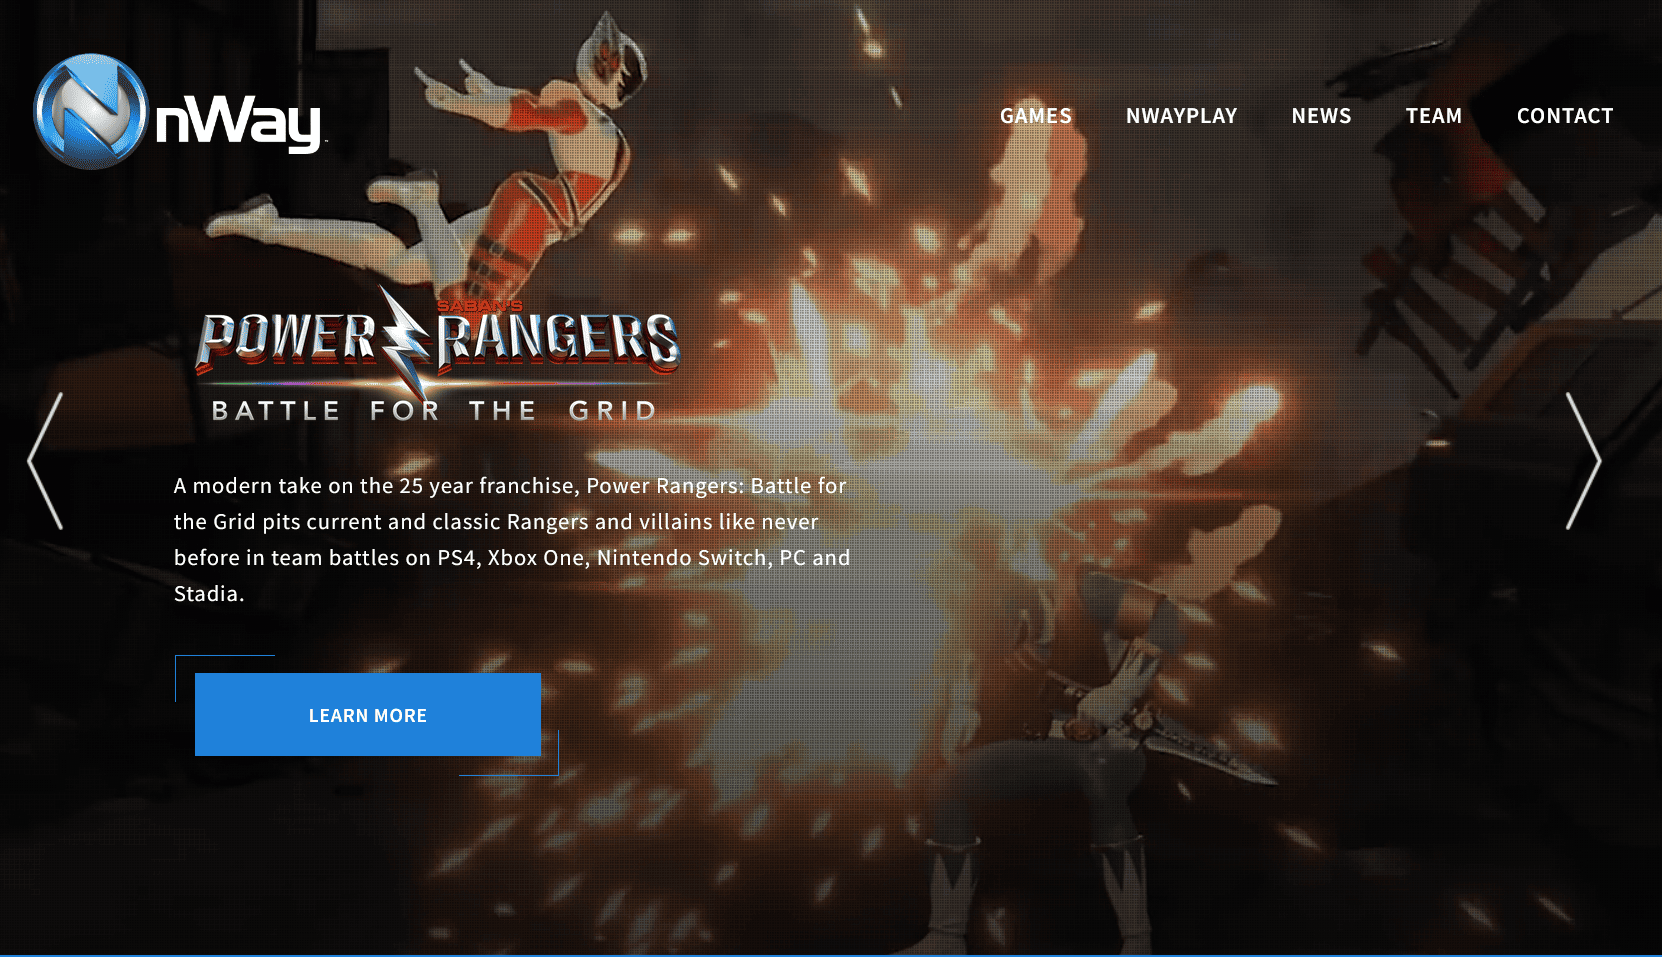 nWay
GAMES NWAYPLAY NEWS TEAM CONTACT
SABAN'S
POWER RANGERS
BATTLE FOR THE GRID
A modern take on the 25 year franchise, Power Rangers: Battle for
the Grid pits current and classic Rangers and villains like never
before in team battles on PS4, Xbox One, Nintendo Switch, PC and
Stadia.
LEARN MORE